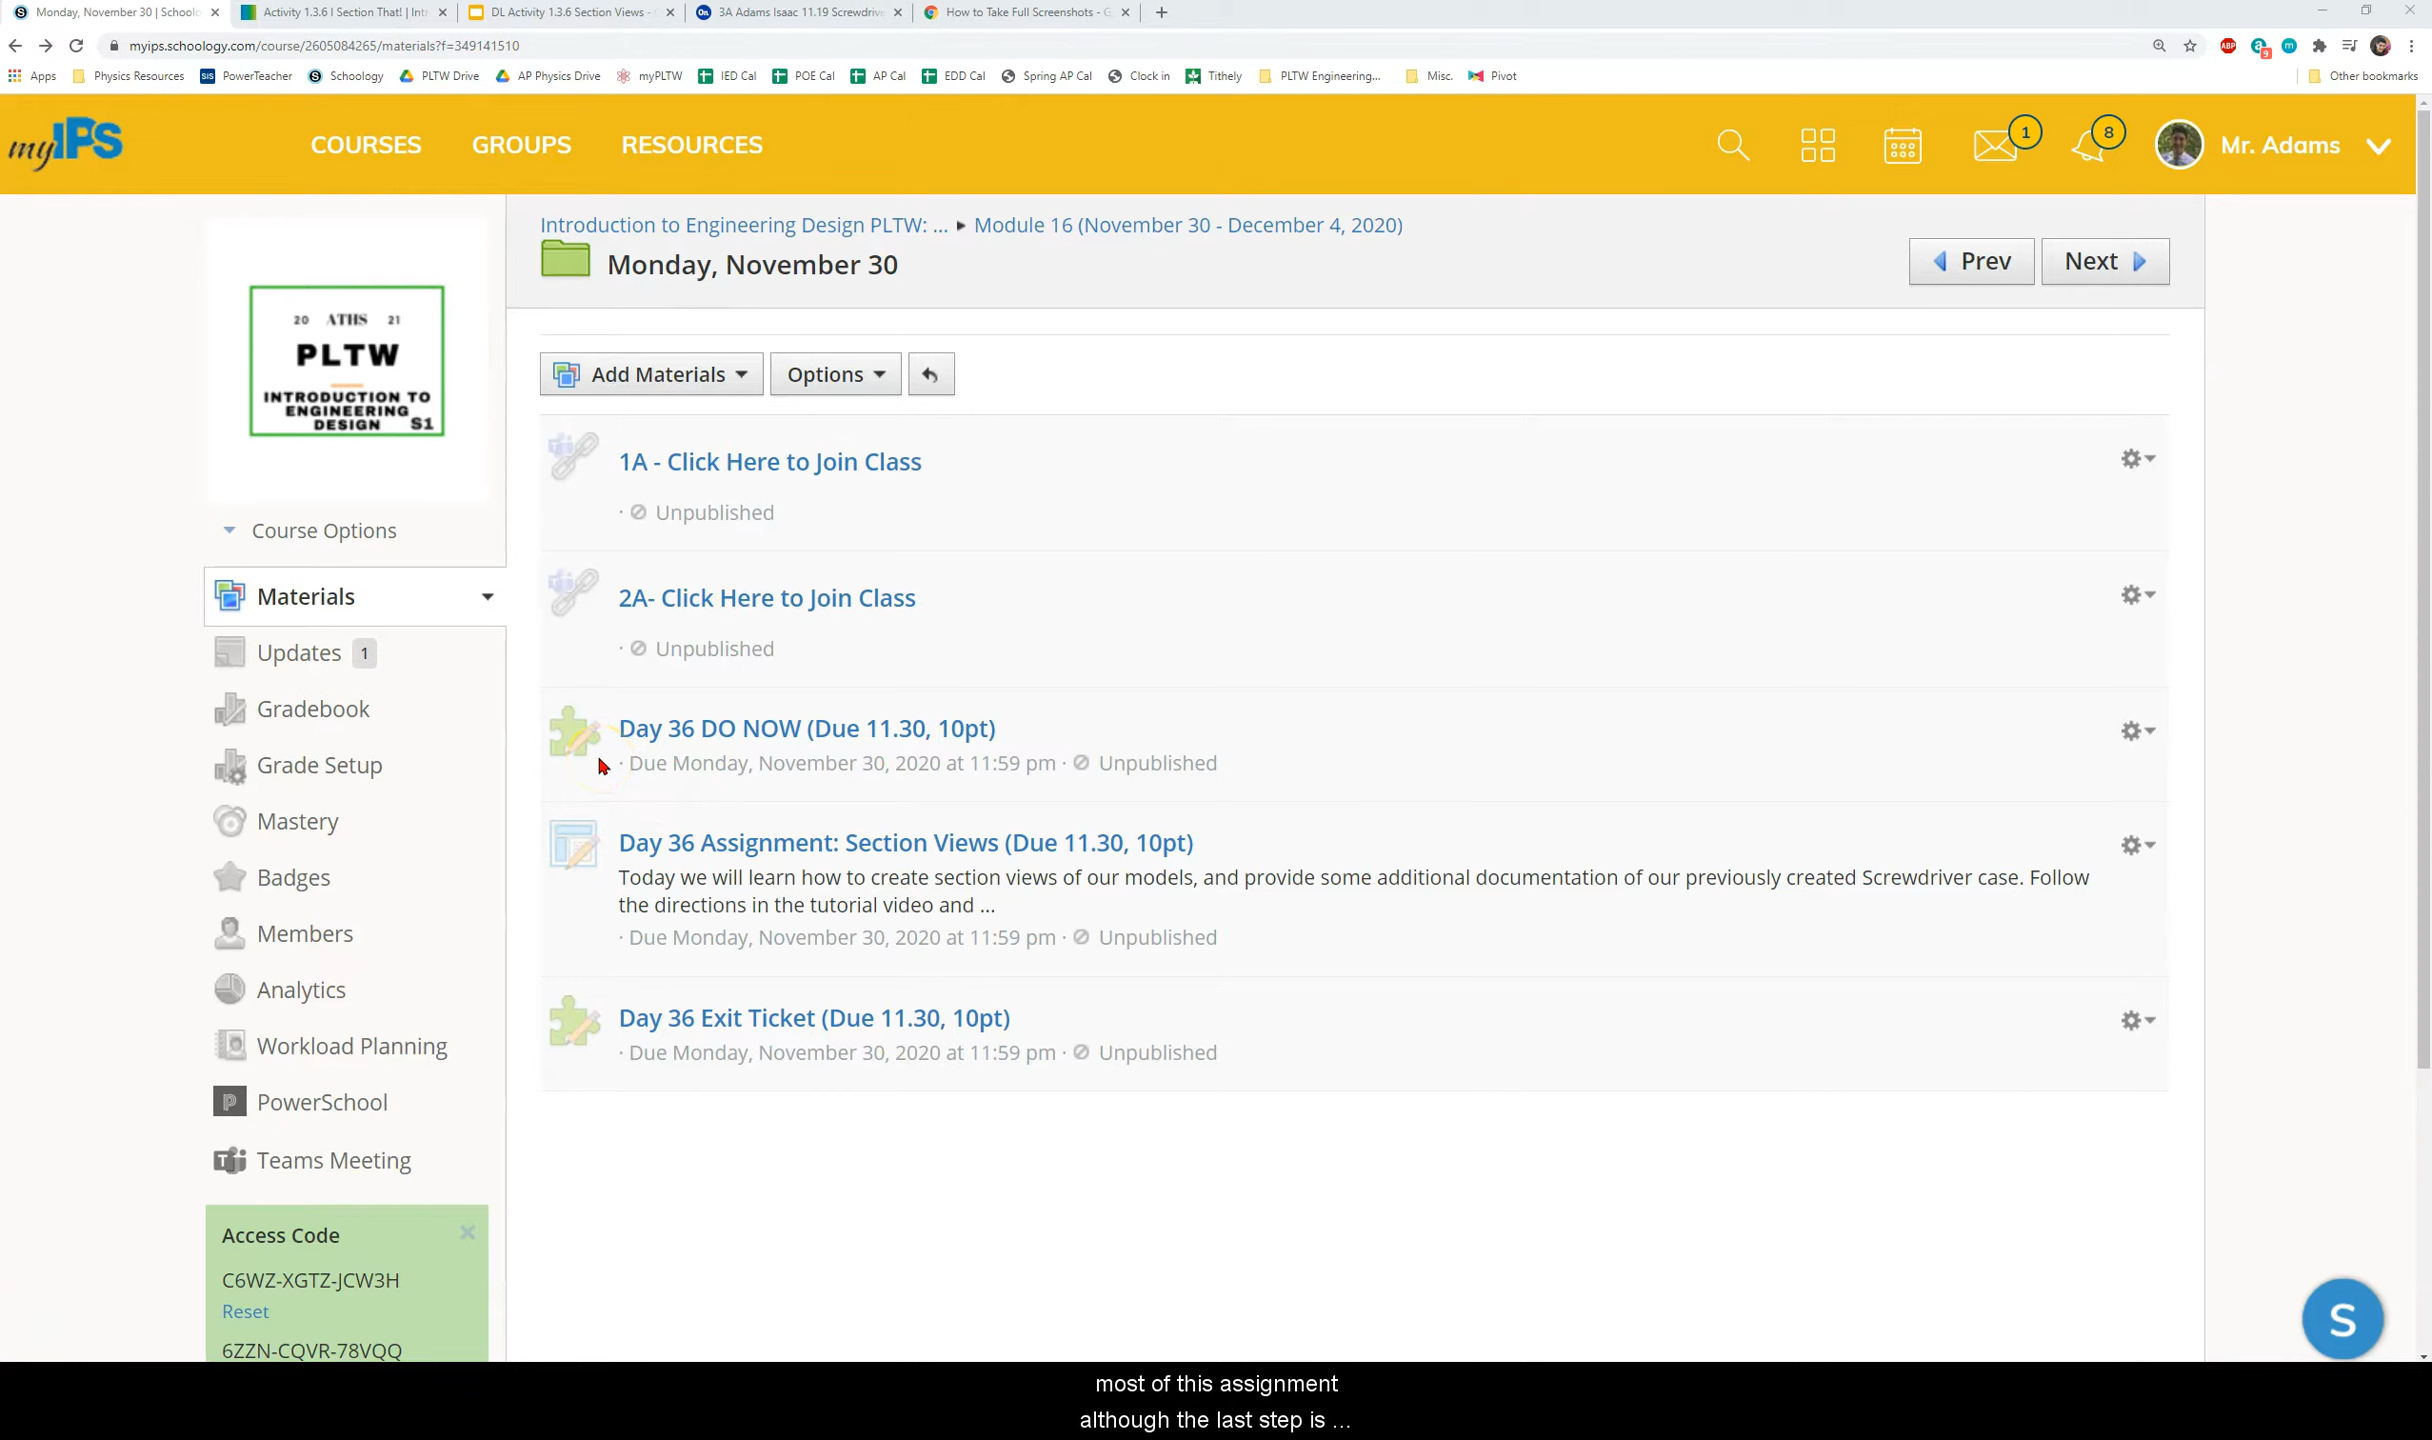 Monday, November 30 | Schoolo
Activity 1.3.6 I Section That! | Int
DL Activity 1.3.6 Section Views -
3A Adams Isaac 11.19 Screwdrive
How to Take Full Screenshots - G
myips.schoology.com/course/2605084265/materials?f=349141510
Apps Physics Resources PowerTeacher Schoology PLTW Drive AP Physics Drive myPLTW IED Cal POE Cal AP Cal EDD Cal Spring AP Cal Clock in Tithely PLTW Engineering... Misc. Pivot Other bookmarks
myIPS
COURSES GROUPS RESOURCES
1
8
Mr. Adams
Introduction to Engineering Design PLTW: ... ▸ Module 16 (November 30 - December 4, 2020)
Monday, November 30
Prev
Next
20 ATHS 21
PLTW
INTRODUCTION TO
ENGINEERING
DESIGN S1
Course Options
Materials
Updates 1
Gradebook
Grade Setup
Mastery
Badges
Members
Analytics
Workload Planning
PowerSchool
Teams Meeting
Access Code
C6WZ-XGTZ-JCW3H
Reset
6ZZN-CQVR-78VQQ
Add Materials
Options
1A - Click Here to Join Class
· Unpublished
2A- Click Here to Join Class
· Unpublished
Day 36 DO NOW (Due 11.30, 10pt)
· Due Monday, November 30, 2020 at 11:59 pm · Unpublished
Day 36 Assignment: Section Views (Due 11.30, 10pt)
Today we will learn how to create section views of our models, and provide some additional documentation of our previously created Screwdriver case. Follow
the directions in the tutorial video and ...
· Due Monday, November 30, 2020 at 11:59 pm · Unpublished
Day 36 Exit Ticket (Due 11.30, 10pt)
· Due Monday, November 30, 2020 at 11:59 pm · Unpublished
S
most of this assignment
although the last step is ...